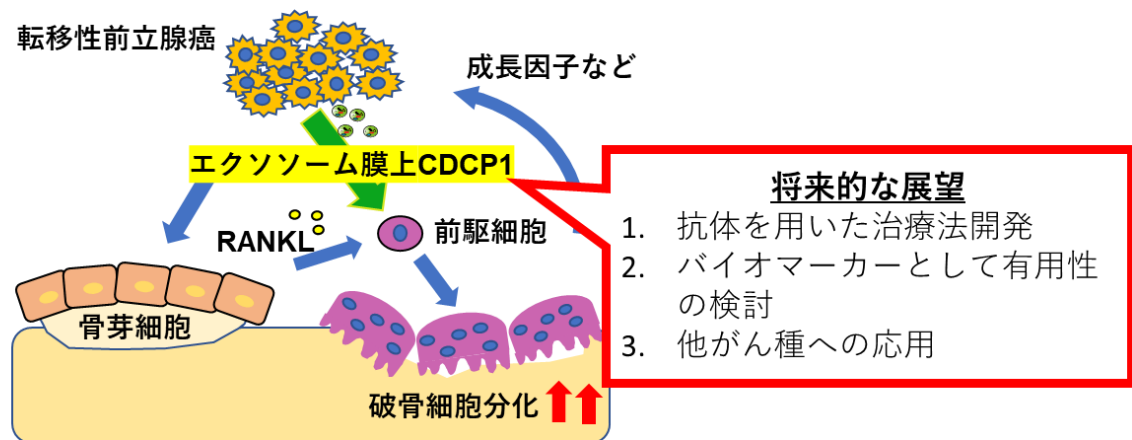 転移性前立腺癌
成長因子など
エクソソーム膜上CDCP1
RANKL
前駆細胞
骨芽細胞
破骨細胞分化
将来的な展望
1. 抗体を用いた治療法開発
2. バイオマーカーとして有用性
の検討
3. 他がん種への応用